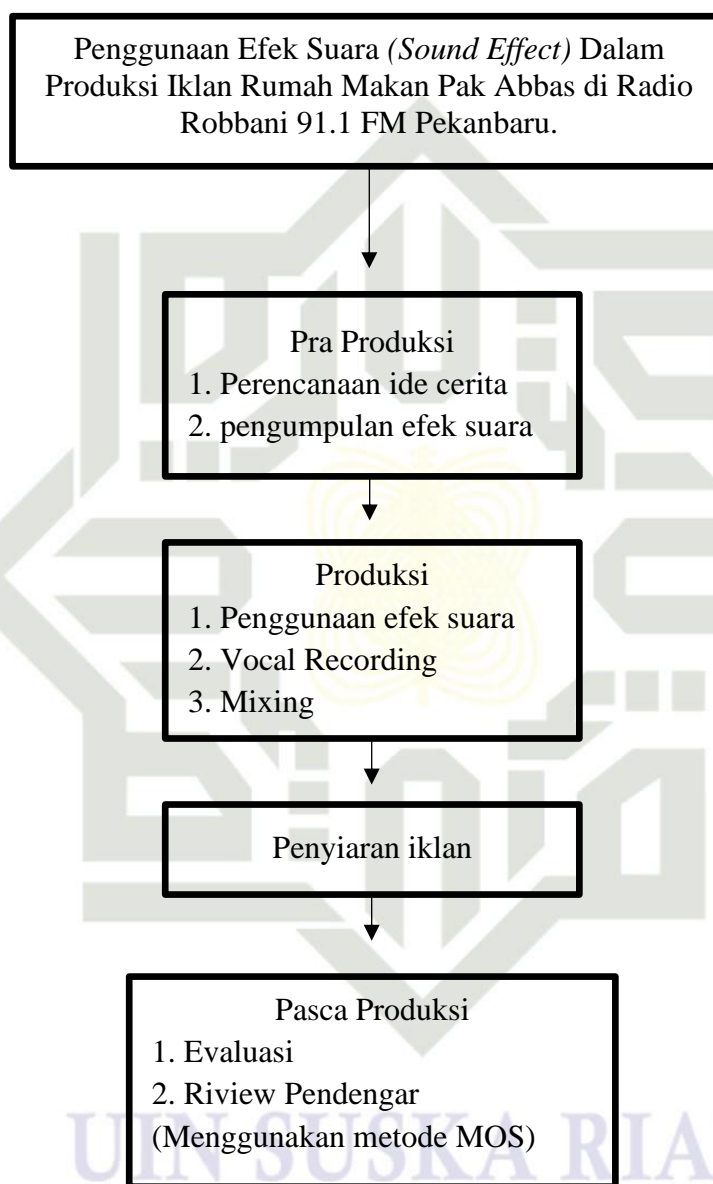 Penggunaan Efek Suara (Sound Effect) Dalam
Produksi Iklan Rumah Makan Pak Abbas di Radio
Robbani 91.1 FM Pekanbaru.
Pra Produksi
1. Perencanaan ide cerita
2. pengumpulan efek suara
Produksi
1. Penggunaan efek suara
2. Vocal Recording
3. Mixing
Penyiaran iklan
Pasca Produksi
1. Evaluasi
2. Riview Pendengar
(Menggunakan metode MOS)
UIN SUSKA RIA